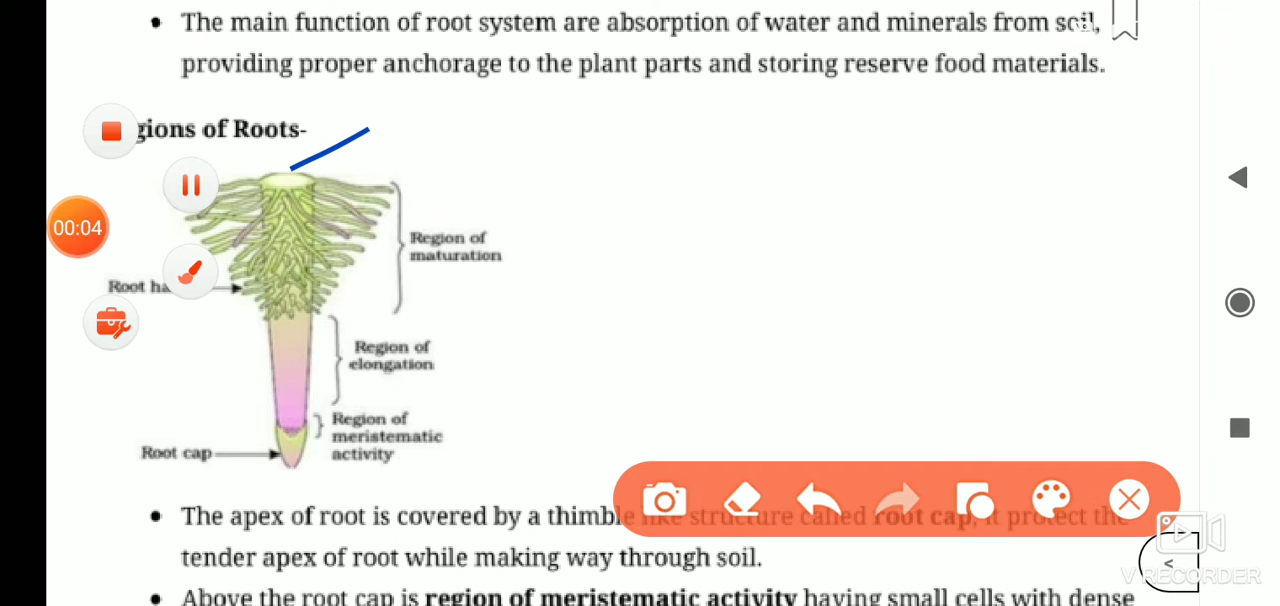 The main function of root system are absorption of water and minerals from soil,
providing proper anchorage to the plant parts and storing reserve food materials.
gions of Roots-
00:04
Region of
maturation
Root ha
Region of
elongation
Region of
meristematic
activity
Root cap
The apex of root is covered by a thimble like structure called root cap, it protect the
tender apex of root while making way through soil.
V RECORDER
Above the root cap is region of meristematic activity having small cells with dense